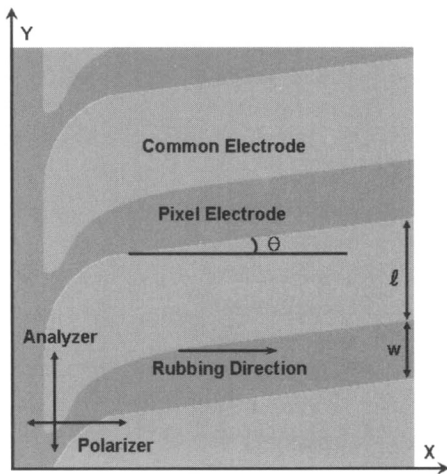 Y
Common Electrode
Pixel Electrode
θ
ℓ
Analyzer
w
Rubbing Direction
Polarizer
X